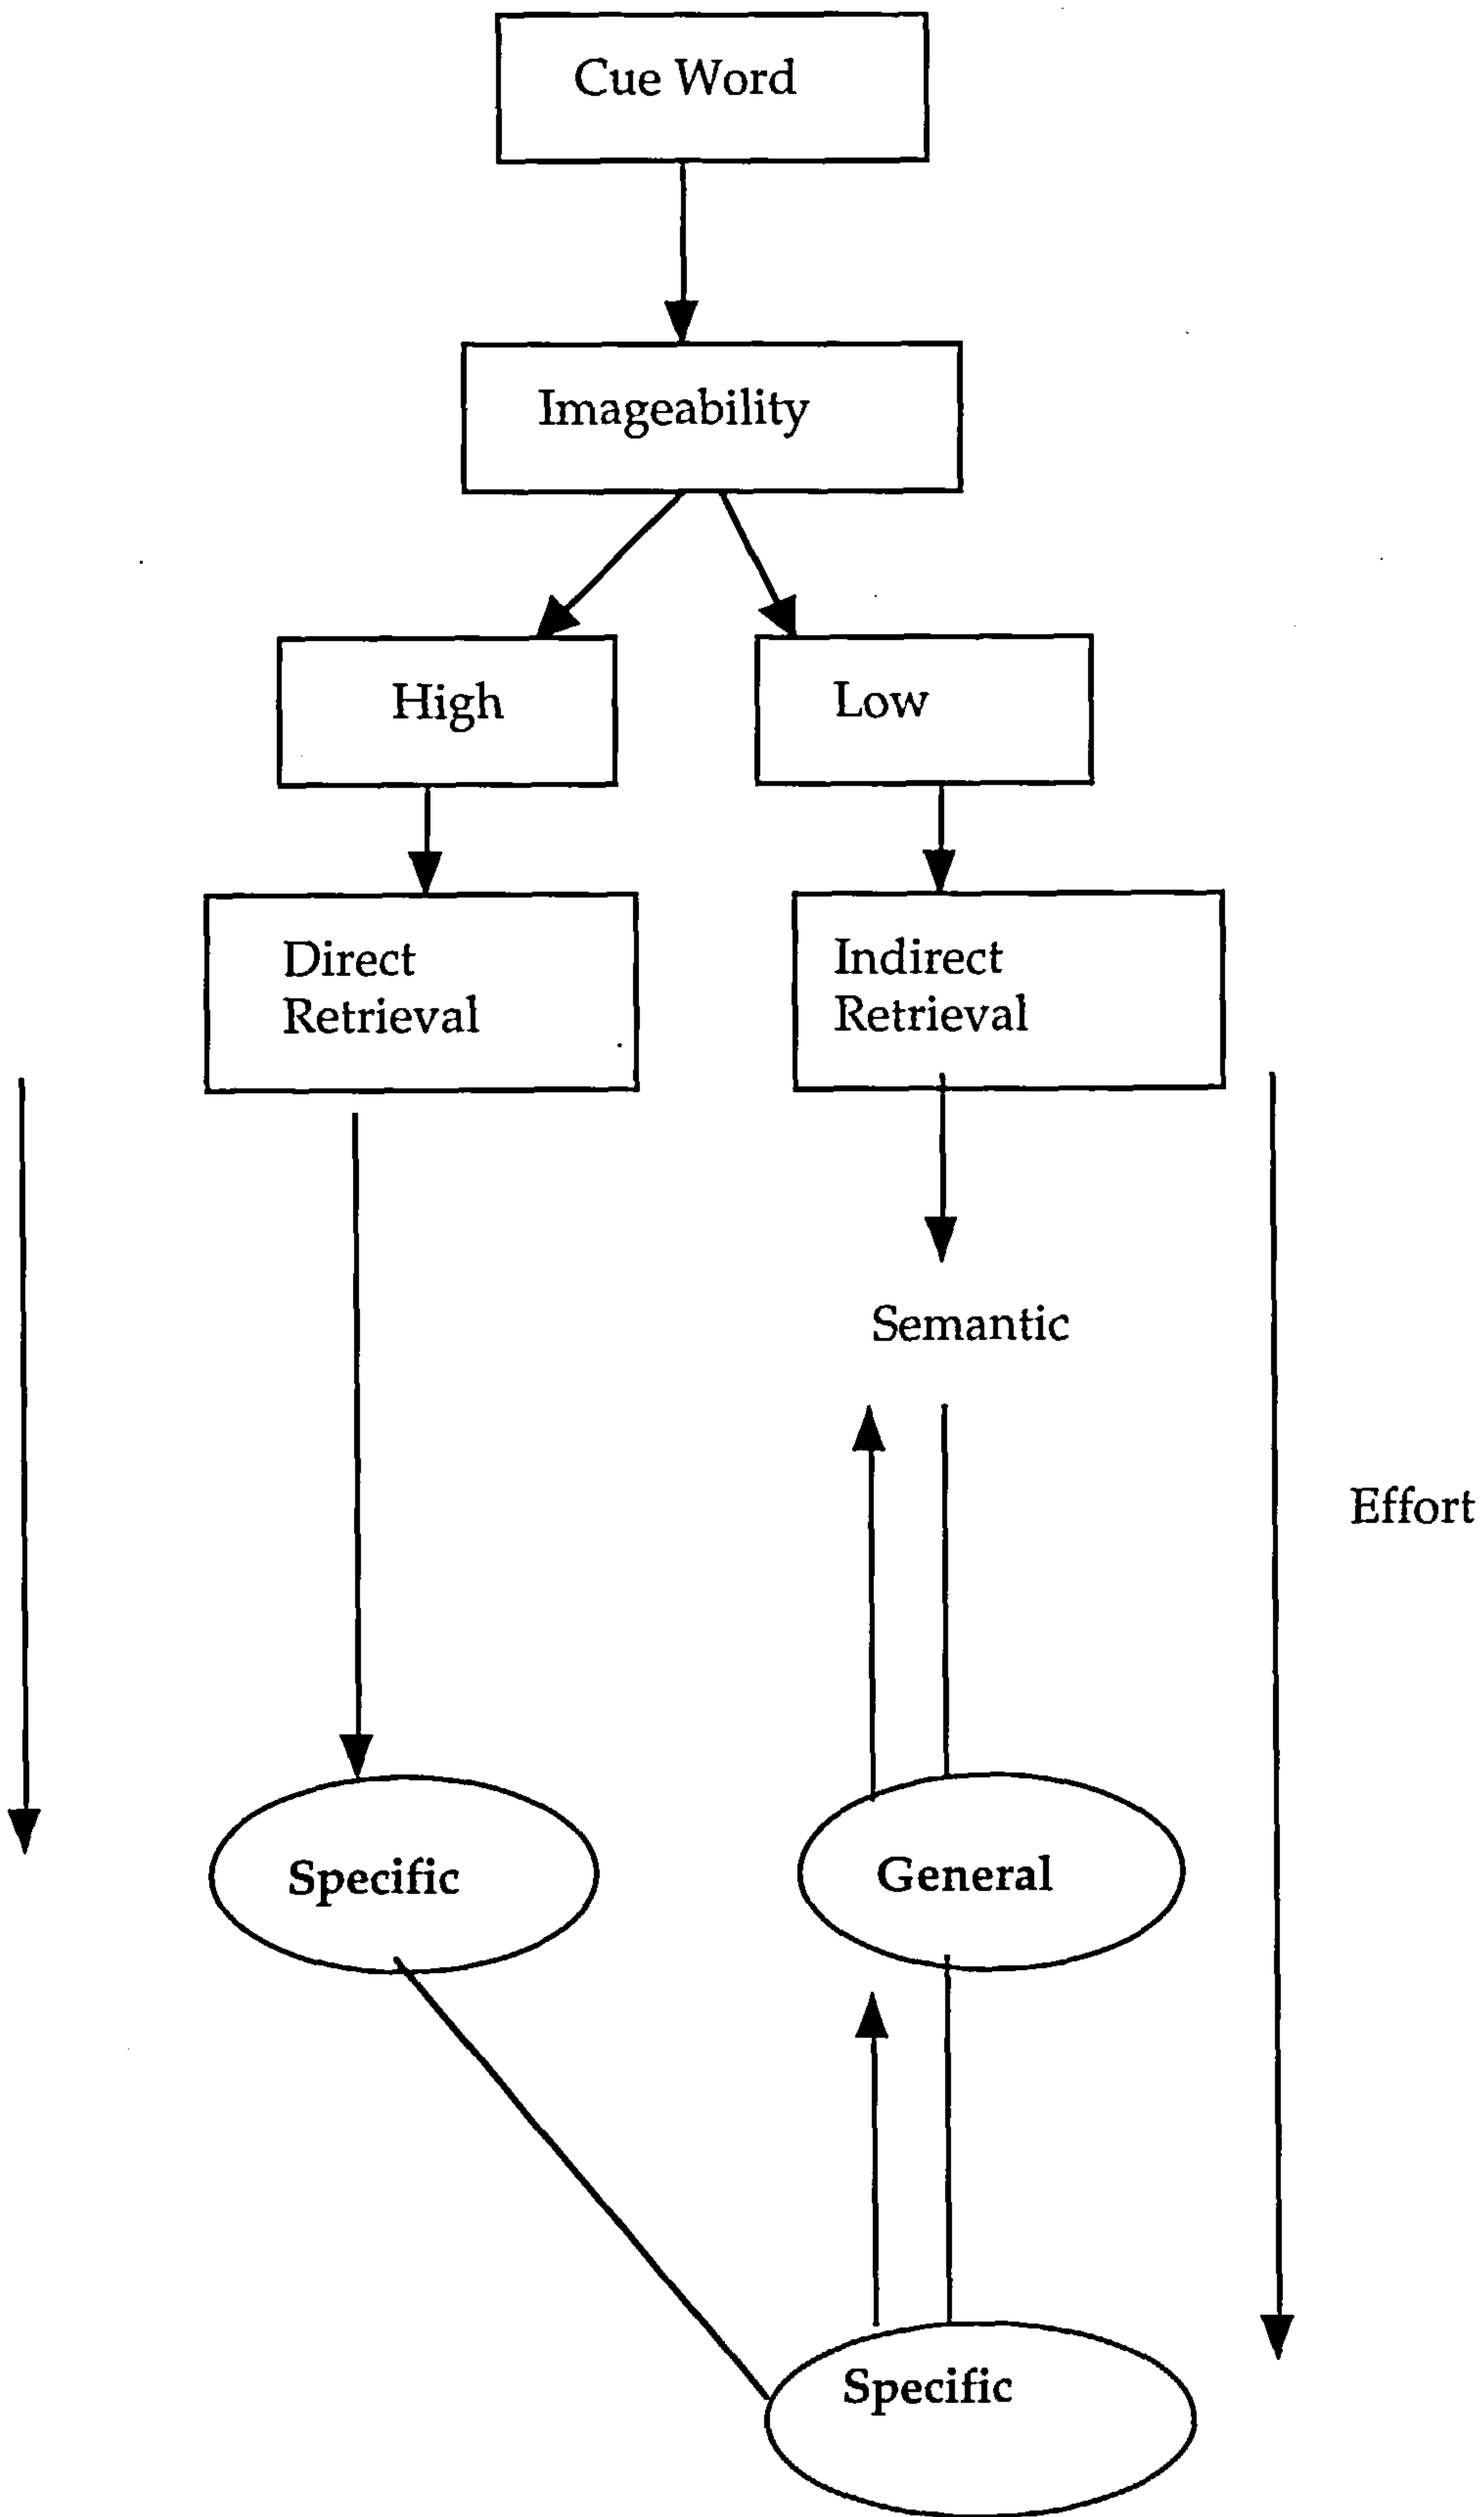 Cue Word
Imageability
High
Low
Direct
Retrieval
Indirect
Retrieval
Semantic
Effort
Specific
General
Specific